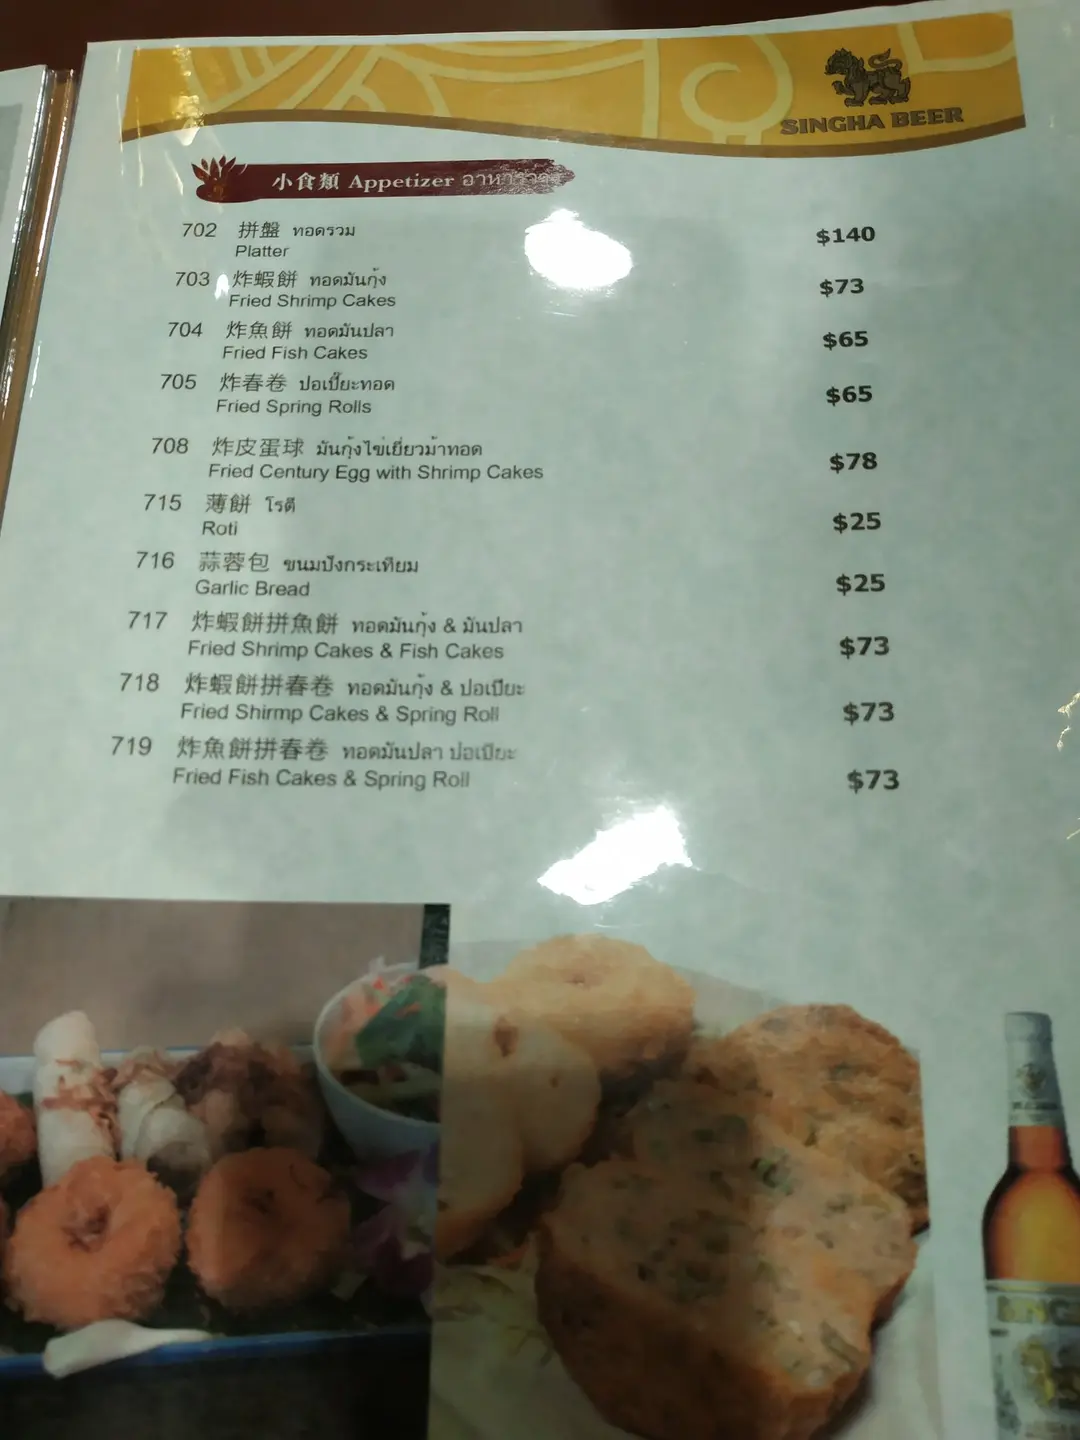 SINGHA BEER
小食類 Appetizer
702 拼盤 ทอดรวม $140
Platter
703 炸蝦餅 ทอดมันกุ้ง $73
Fried Shrimp Cakes
704 炸魚餅 ทอดมันปลา $65
Fried Fish Cakes
705 炸春卷 ปอเปี๊ยะทอด $65
Fried Spring Rolls
708 炸皮蛋球 มันกุ้งไข่เยี่ยวม้าทอด $78
Fried Century Egg with Shrimp Cakes
715 薄餅 โรตี $25
Roti
716 蒜蓉包 ขนมปังกระเทียม $25
Garlic Bread
717 炸蝦餅拼魚餅 ทอดมันกุ้ง & มันปลา $73
Fried Shrimp Cakes & Fish Cakes
718 炸蝦餅拼春卷 ทอดมันกุ้ง & ปอเปียะ $73
Fried Shirmp Cakes & Spring Roll
719 炸魚餅拼春卷 ทอดมันปลา ปอเปียะ $73
Fried Fish Cakes & Spring Roll